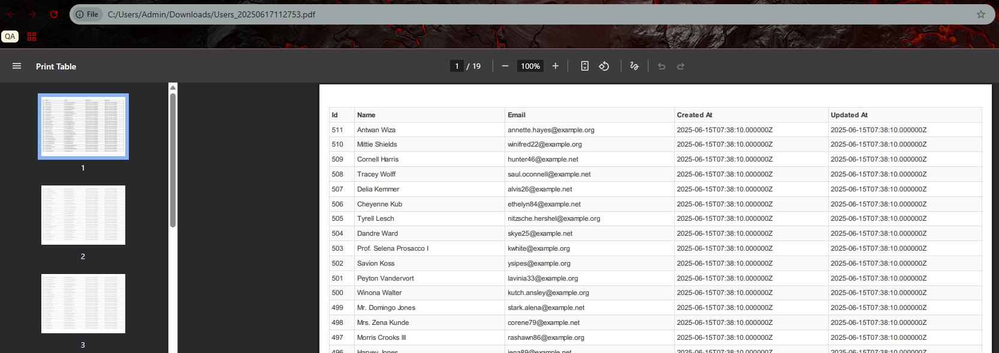 File C:/Users/Admin/Downloads/Users_20250617112753.pdf
QA
Print Table 1 / 19 100%
1
2
3
Id Name Email Created At Updated At
511 Antwan Wiza annette.hayes@example.org 2025-06-15T07:38:10.000000Z 2025-06-15T07:38:10.000000Z
510 Mittie Shields winifred22@example.org 2025-06-15T07:38:10.000000Z 2025-06-15T07:38:10.000000Z
509 Cornell Harris hunter46@example.net 2025-06-15T07:38:10.000000Z 2025-06-15T07:38:10.000000Z
508 Tracey Wolff saul.oconnell@example.net 2025-06-15T07:38:10.000000Z 2025-06-15T07:38:10.000000Z
507 Delia Kemmer alvis26@example.net 2025-06-15T07:38:10.000000Z 2025-06-15T07:38:10.000000Z
506 Cheyenne Kub ethelyn84@example.net 2025-06-15T07:38:10.000000Z 2025-06-15T07:38:10.000000Z
505 Tyrell Lesch nitzsche.hershel@example.org 2025-06-15T07:38:10.000000Z 2025-06-15T07:38:10.000000Z
504 Dandre Ward skye25@example.net 2025-06-15T07:38:10.000000Z 2025-06-15T07:38:10.000000Z
503 Prof. Selena Prosacco I kwhite@example.org 2025-06-15T07:38:10.000000Z 2025-06-15T07:38:10.000000Z
502 Savion Koss ysipes@example.org 2025-06-15T07:38:10.000000Z 2025-06-15T07:38:10.000000Z
501 Peyton Vandervort lavinia33@example.org 2025-06-15T07:38:10.000000Z 2025-06-15T07:38:10.000000Z
500 Winona Walter kutch.ansley@example.org 2025-06-15T07:38:10.000000Z 2025-06-15T07:38:10.000000Z
499 Mr. Domingo Jones stark.alena@example.net 2025-06-15T07:38:10.000000Z 2025-06-15T07:38:10.000000Z
498 Mrs. Zena Kunde corene79@example.net 2025-06-15T07:38:10.000000Z 2025-06-15T07:38:10.000000Z
497 Morris Crooks III rashawn86@example.org 2025-06-15T07:38:10.000000Z 2025-06-15T07:38:10.000000Z
496 Harvey Jones jena89@example.net 2025-06-15T07:38:10.000000Z 2025-06-15T07:38:10.000000Z